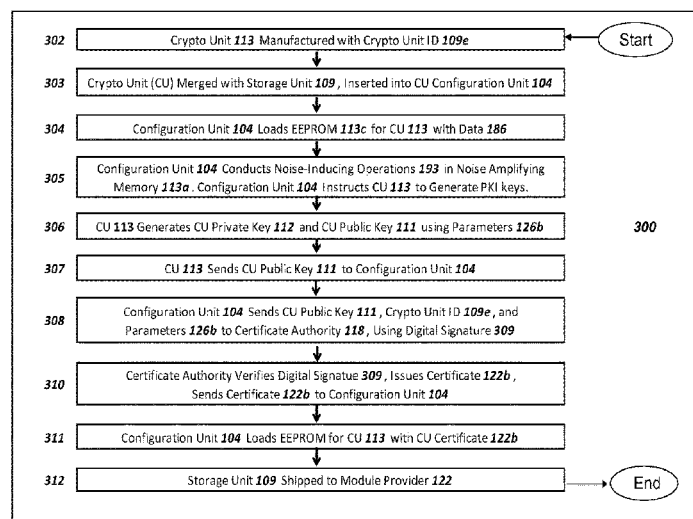 302 Crypto Unit 113 Manufactured with Crypto Unit ID 109e Start
303 Crypto Unit (CU) Merged with Storage Unit 109, Inserted into CU Configuration Unit 104
304 Configuration Unit 104 Loads EEPROM 113c for CU 113 with Data 186
305 Configuration Unit 104 Conducts Noise-Inducing Operations 193 in Noise Amplifying
Memory 113a. Configuration Unit 104 Instructs CU 113 to Generate PKI keys.
306 CU 113 Generates CU Private Key 112 and CU Public Key 111 using Parameters 126b
300
307 CU 113 Sends CU Public Key 111 to Configuration Unit 104
308 Configuration Unit 104 Sends CU Public Key 111, Crypto Unit ID 109e, and
Parameters 126b to Certificate Authority 118, Using Digital Signature 309
310 Certificate Authority Verifies Digital Signatue 309, Issues Certificate 122b,
Sends Certificate 122b to Configuration Unit 104
311 Configuration Unit 104 Loads EEPROM for CU 113 with CU Certificate 122b
312 Storage Unit 109 Shipped to Module Provider 122 End